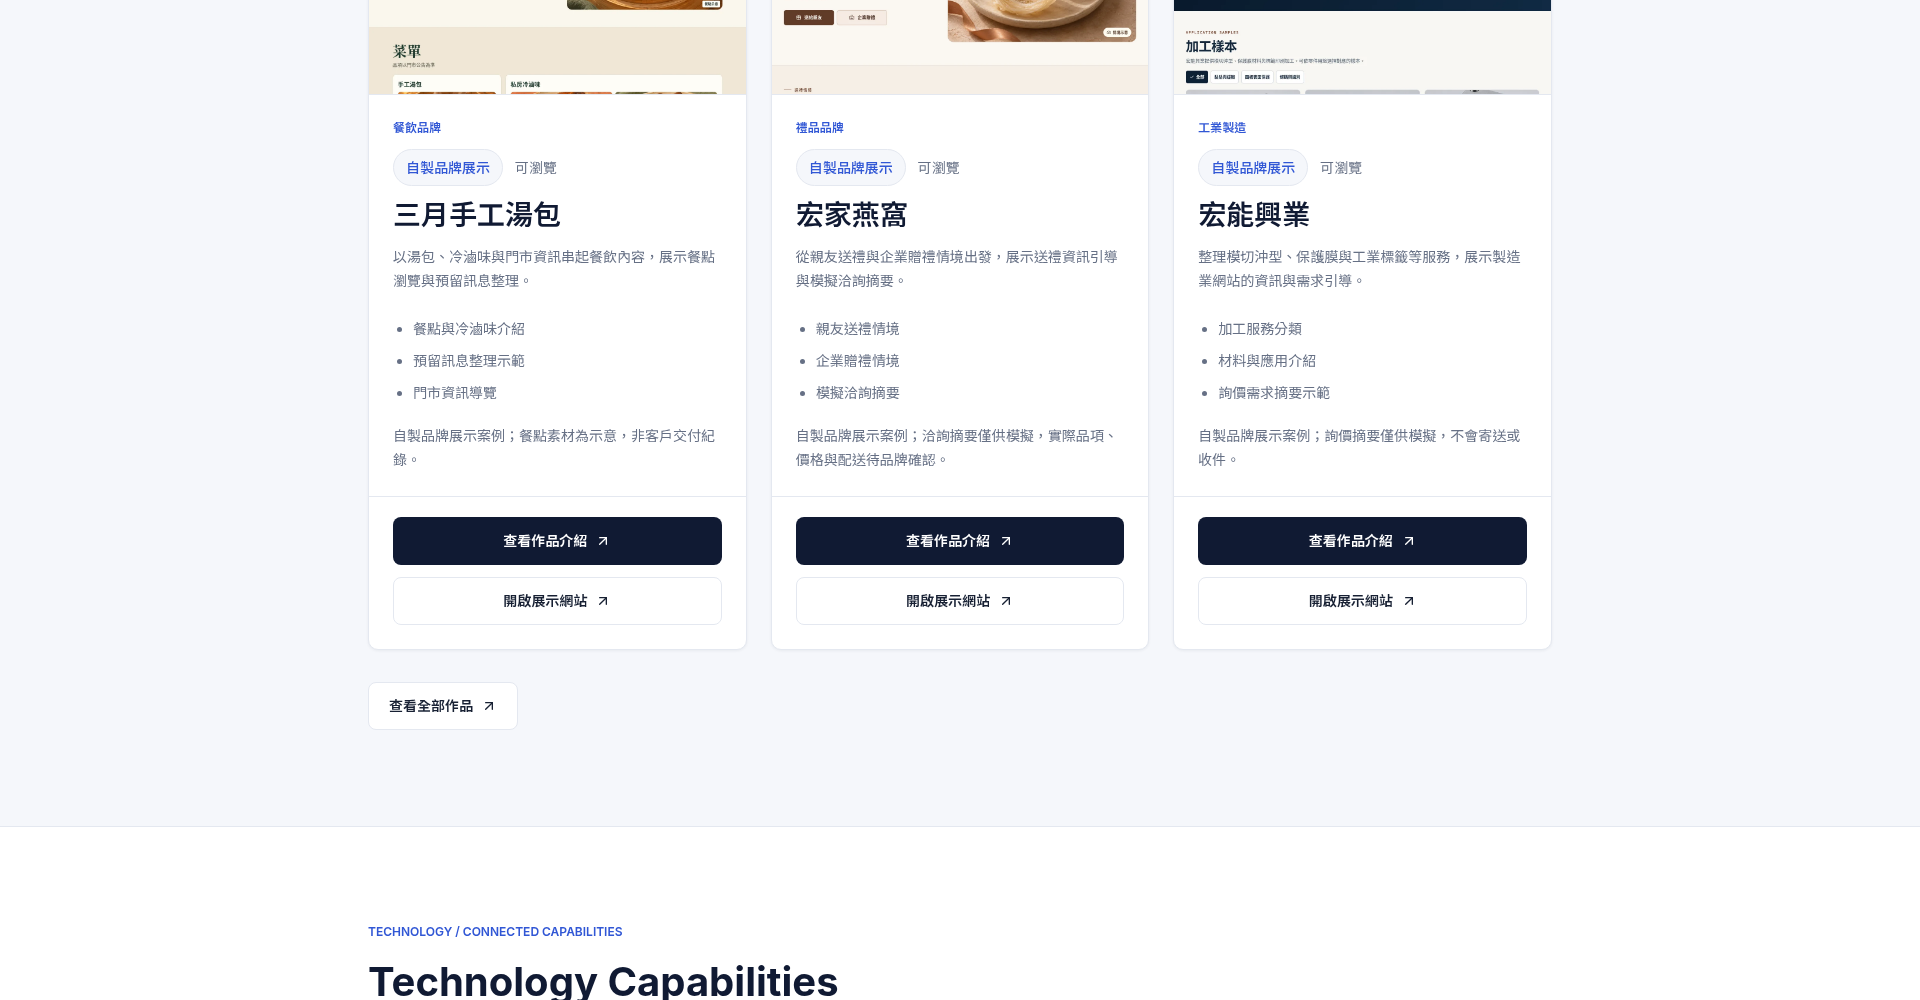 菜單
手工湯包
私房冷滷味
送給親友
企業贈禮
APPLICATION SAMPLES
加工樣本
全部
餐飲品牌
自製品牌展示
可瀏覽
三月手工湯包
以湯包、冷滷味與門市資訊串起餐飲內容，展示餐點
瀏覽與預留訊息整理。
餐點與冷滷味介紹
預留訊息整理示範
門市資訊導覽
自製品牌展示案例；餐點素材為示意，非客戶交付紀
錄。
查看作品介紹
開啟展示網站
禮品品牌
自製品牌展示
可瀏覽
宏家燕窩
從親友送禮與企業贈禮情境出發，展示送禮資訊引導
與模擬洽詢摘要。
親友送禮情境
企業贈禮情境
模擬洽詢摘要
自製品牌展示案例；洽詢摘要僅供模擬，實際品項、
價格與配送待品牌確認。
查看作品介紹
開啟展示網站
工業製造
自製品牌展示
可瀏覽
宏能興業
整理模切沖型、保護膜與工業標籤等服務，展示製造
業網站的資訊與需求引導。
加工服務分類
材料與應用介紹
詢價需求摘要示範
自製品牌展示案例；詢價摘要僅供模擬，不會寄送或
收件。
查看作品介紹
開啟展示網站
查看全部作品
TECHNOLOGY / CONNECTED CAPABILITIES
Technology Capabilities